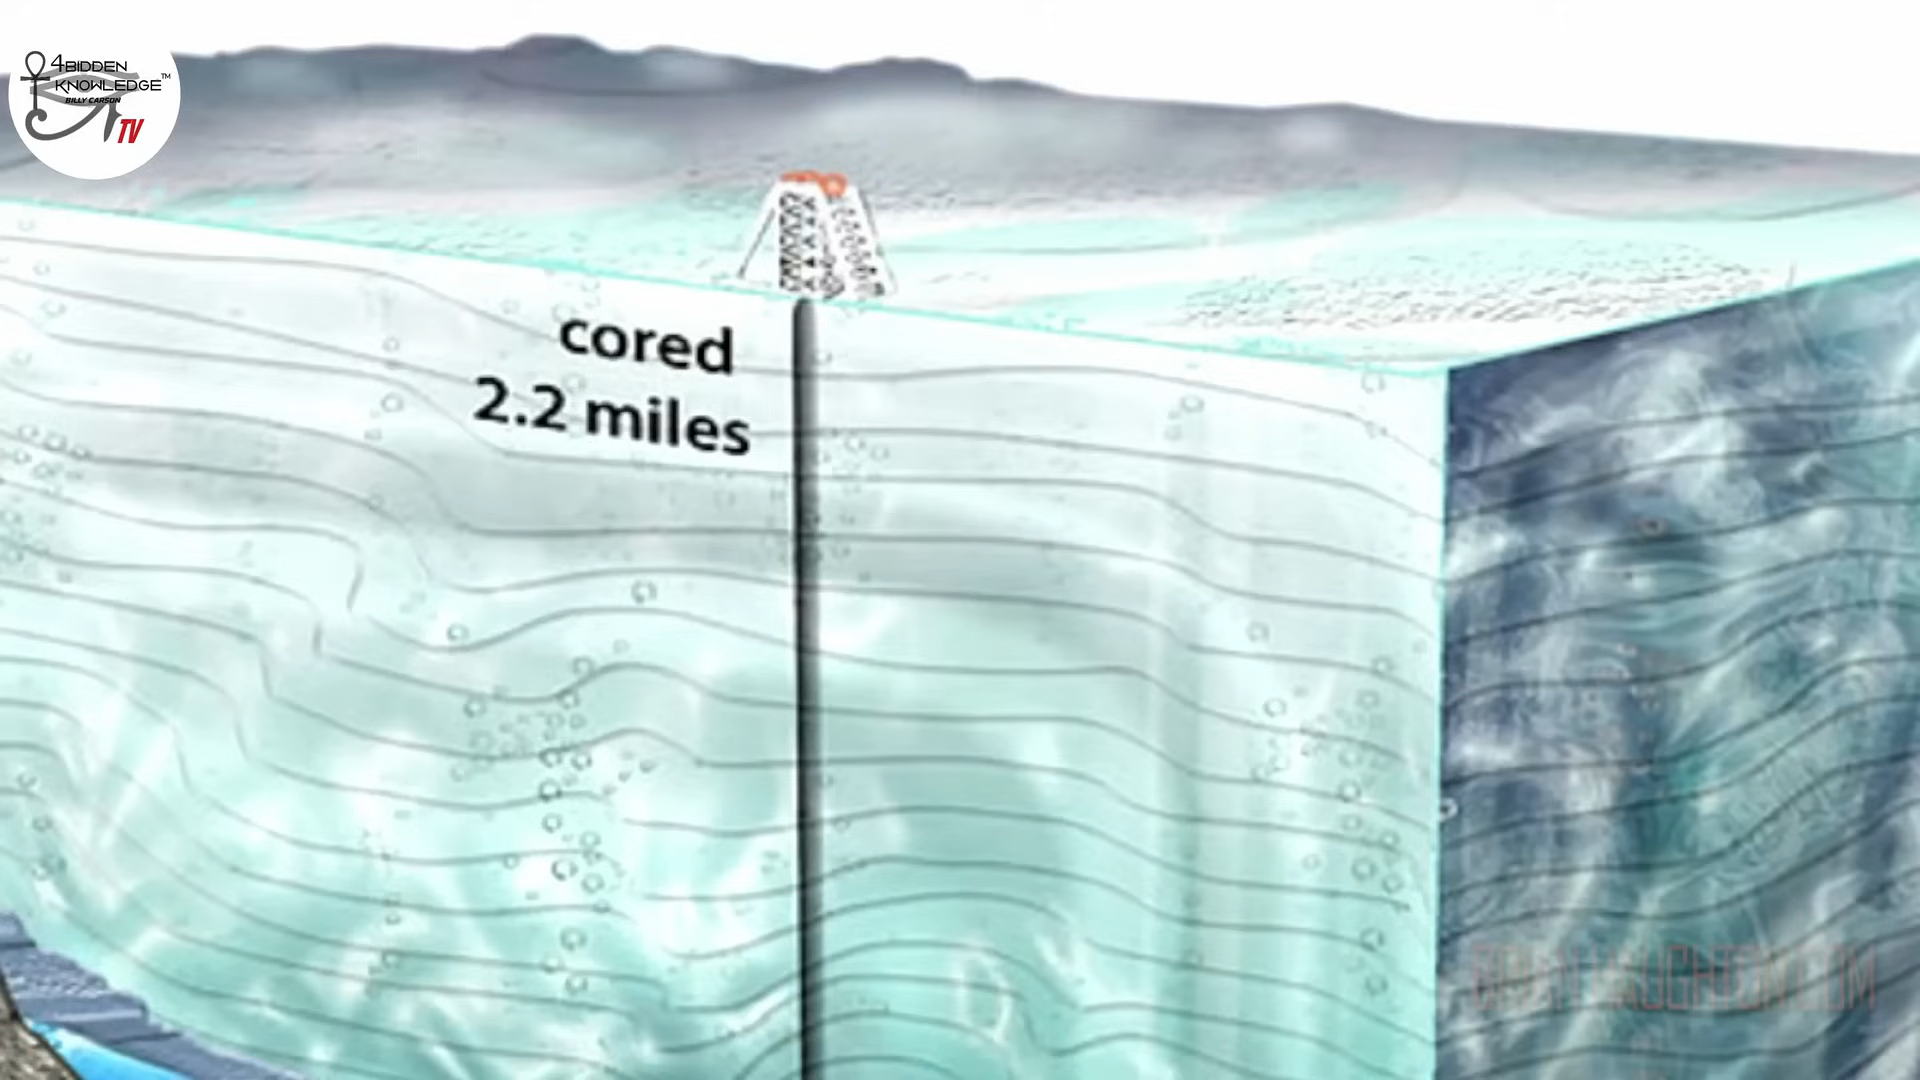 4BIDDEN
KNOWLEDGE™
BILLY CARSON
TV
cored
2.2 miles